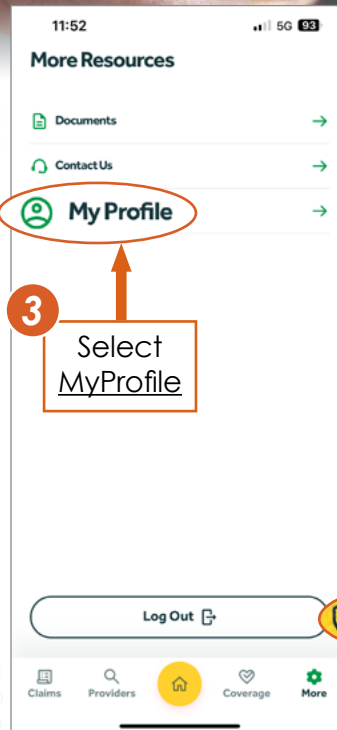 11:52 5G 93
More Resources
Documents
Contact Us
My Profile
3
Select
MyProfile
Log Out
Claims Providers Coverage More